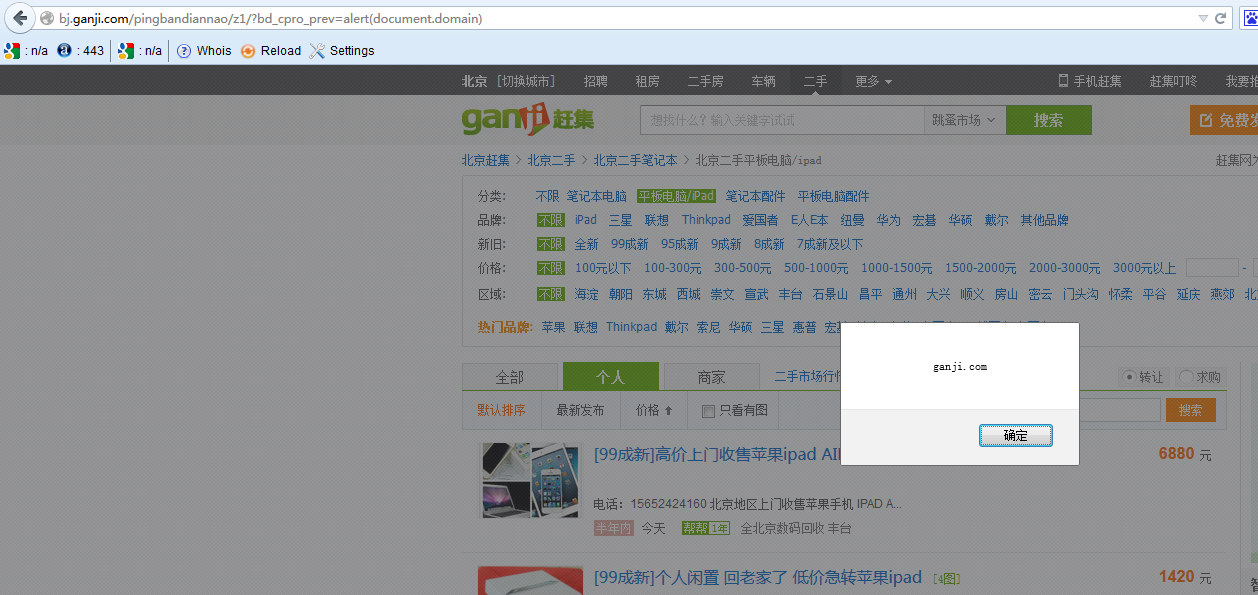 bj.ganji.com/pingbandiannao/z1/?bd_cpro_prev=alert(document.domain)
: n/a : 443 : n/a Whois Reload Settings
北京 [切换城市] 招聘 租房 二手房 车辆 二手 更多 手机赶集 赶集叮咚 我要推
ganji 赶集 想找什么？输入关键字试试 跳蚤市场 搜索 免费发
北京赶集 > 北京二手 > 北京二手笔记本 > 北京二手平板电脑/ipad 赶集网
分类: 不限 笔记本电脑 平板电脑/iPad 笔记本配件 平板电脑配件
品牌: 不限 iPad 三星 联想 Thinkpad 爱国者 E人E本 纽曼 华为 宏碁 华硕 戴尔 其他品牌
新旧: 不限 全新 99成新 95成新 9成新 8成新 7成新及以下
价格: 不限 100元以下 100-300元 300-500元 500-1000元 1000-1500元 1500-2000元 2000-3000元 3000元以上 -
区域: 不限 海淀 朝阳 东城 西城 崇文 宣武 丰台 石景山 昌平 通州 大兴 顺义 房山 密云 门头沟 怀柔 平谷 延庆 燕郊 北
热门品牌: 苹果 联想 Thinkpad 戴尔 索尼 华硕 三星 惠普
ganji.com
确定
全部 个人 商家 二手市场行情 转让 求购
默认排序 最新发布 价格 只看有图 搜索
[99成新]高价上门收售苹果ipad AI 6880 元
电话：15652424160 北京地区上门收售苹果手机 IPAD A...
半年内 今天 帮帮 1年 全北京数码回收 丰台
[99成新]个人闲置 回老家了 低价急转苹果ipad [4图] 1420 元